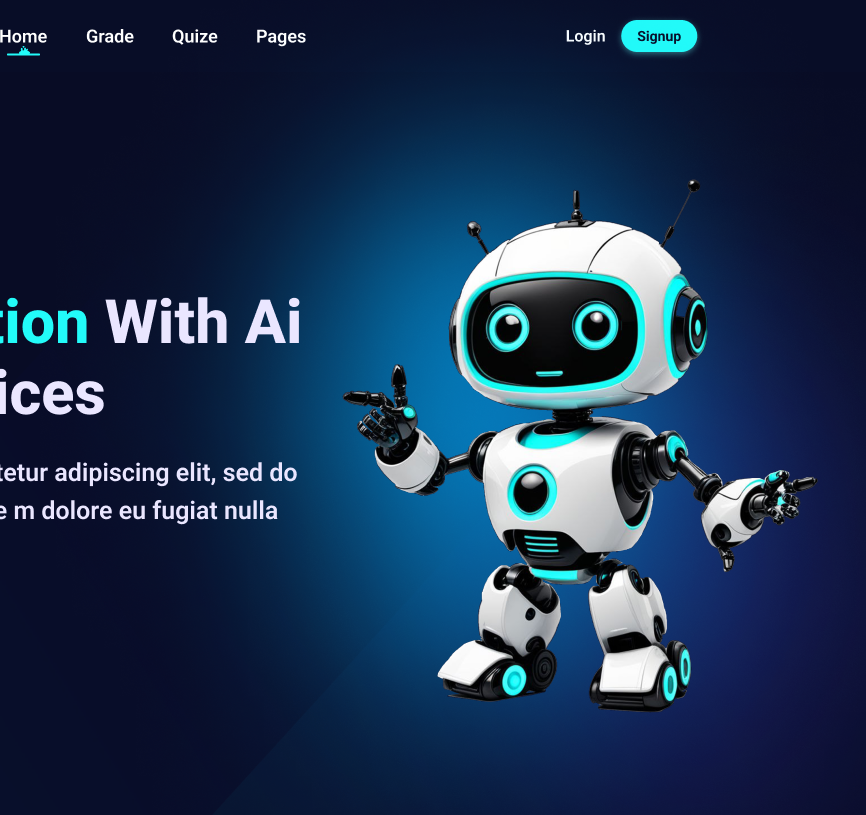 Home Grade Quize Pages Login Signup
tion With Ai
ices
tetur adipiscing elit, sed do
e m dolore eu fugiat nulla